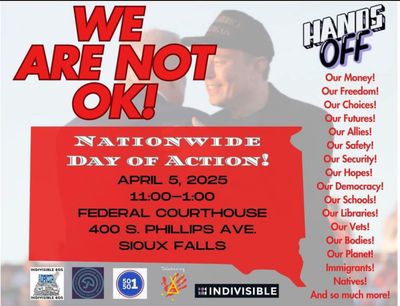 WE
ARE NOT
OK!
HANDS
OFF
Our Money!
Our Freedom!
Our Choices!
Our Futures!
Our Allies!
Our Safety!
Our Security!
Our Hopes!
Our Democracy!
Our Schools!
Our Libraries!
Our Vets!
Our Bodies!
Our Planet!
Immigrants!
Natives!
And so much more!
NATIONWIDE
DAY OF ACTION!
APRIL 5, 2025
11:00-1:00
FEDERAL COURTHOUSE
400 S. PHILLIPS AVE.
SIOUX FALLS
INDIVISIBLE 605
INDIVISIBLE